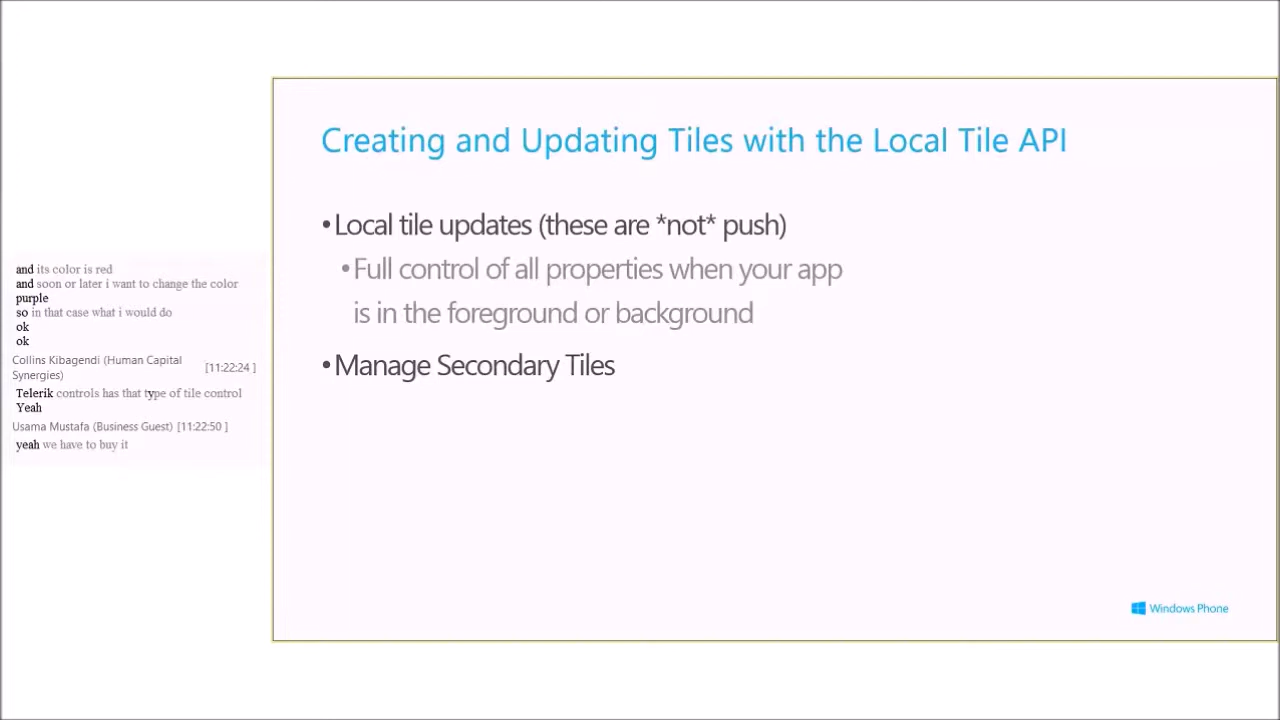 and its color is red
and soon or later i want to change the color
purple
so in that case what i would do
ok
ok
Collins Kibagendi (Human Capital
Synergies)
[11:22:24 ]
Telerik controls has that type of tile control
Yeah
Usama Mustafa (Business Guest) [11:22:50 ]
yeah we have to buy it
Creating and Updating Tiles with the Local Tile API
•Local tile updates (these are *not* push)
•Full control of all properties when your app
is in the foreground or background
•Manage Secondary Tiles
Windows Phone